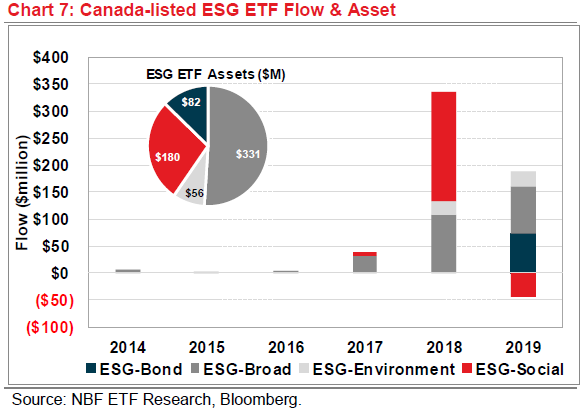 Chart 7: Canada-listed ESG ETF Flow & Asset
$400
$350
$300
$250
$200
$150
$100
$50
$0
($50)
($100)
Flow ($million)
ESG ETF Assets ($M)
$82
$331
$180
$56
2014 2015 2016 2017 2018 2019
ESG-Bond ESG-Broad ESG-Environment ESG-Social
Source: NBF ETF Research, Bloomberg.